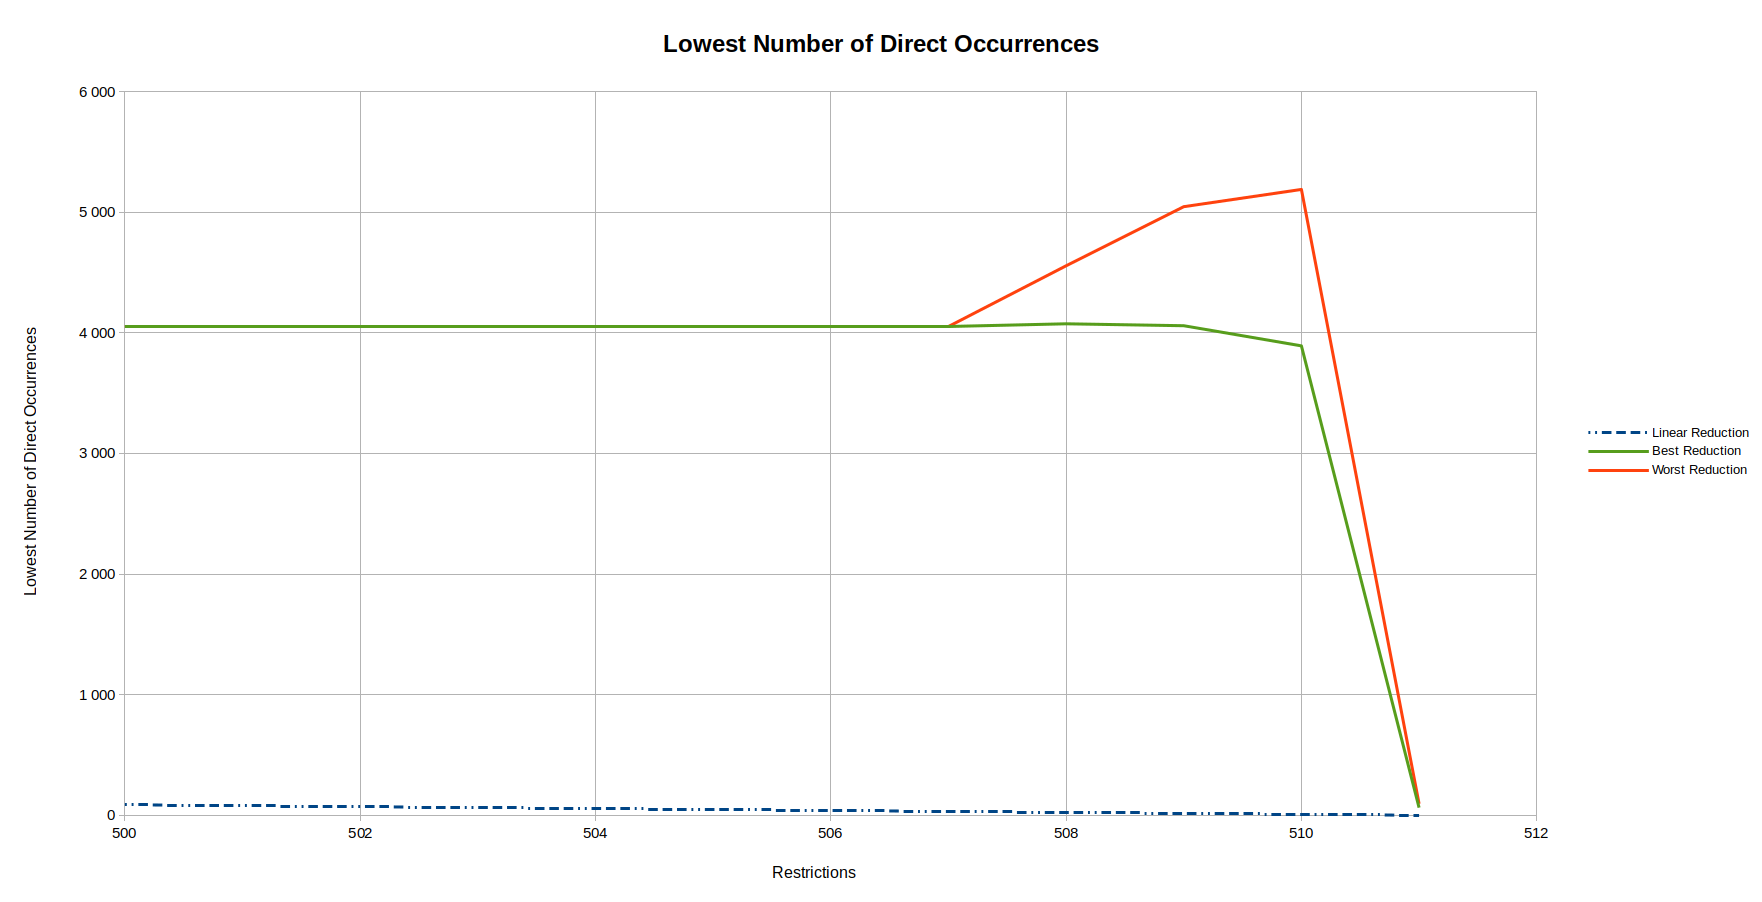 Lowest Number of Direct Occurrences
6 000
5 000
4 000
3 000
2 000
1 000
0
Lowest Number of Direct Occurrences
500 502 504 506 508 510 512
Restrictions
Linear Reduction
Best Reduction
Worst Reduction